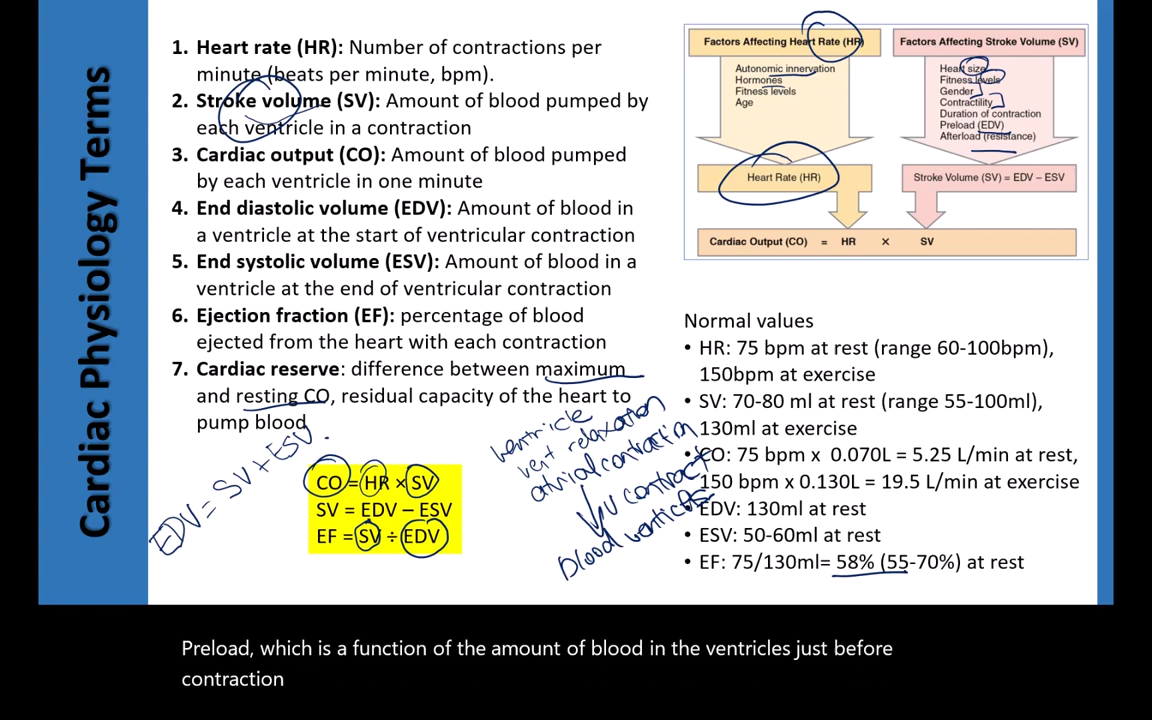 Cardiac Physiology Terms
1. Heart rate (HR): Number of contractions per
minute (beats per minute, bpm).
2. Stroke volume (SV): Amount of blood pumped by
each ventricle in a contraction
3. Cardiac output (CO): Amount of blood pumped
by each ventricle in one minute
4. End diastolic volume (EDV): Amount of blood in
a ventricle at the start of ventricular contraction
5. End systolic volume (ESV): Amount of blood in a
ventricle at the end of ventricular contraction
6. Ejection fraction (EF): percentage of blood
ejected from the heart with each contraction
7. Cardiac reserve: difference between maximum
and resting CO, residual capacity of the heart to
pump blood
EDV = SV + ESV.
CO = HR × SV
SV = EDV – ESV
EF = SV ÷ EDV
ventricle
vent relaxation
atrial contraction
v contract
blood ventricles
Factors Affecting Heart Rate (HR)
Autonomic innervation
Hormones
Fitness levels
Age
Heart Rate (HR)
Factors Affecting Stroke Volume (SV)
Heart size
Fitness levels
Gender
Contractility
Duration of contraction
Preload (EDV)
Afterload (resistance)
Stroke Volume (SV) = EDV – ESV
Cardiac Output (CO) = HR × SV
Normal values
• HR: 75 bpm at rest (range 60-100bpm),
150bpm at exercise
• SV: 70-80 ml at rest (range 55-100ml),
130ml at exercise
• CO: 75 bpm x 0.070L = 5.25 L/min at rest,
150 bpm x 0.130L = 19.5 L/min at exercise
• EDV: 130ml at rest
• ESV: 50-60ml at rest
• EF: 75/130ml= 58% (55-70%) at rest
Preload, which is a function of the amount of blood in the ventricles just before
contraction